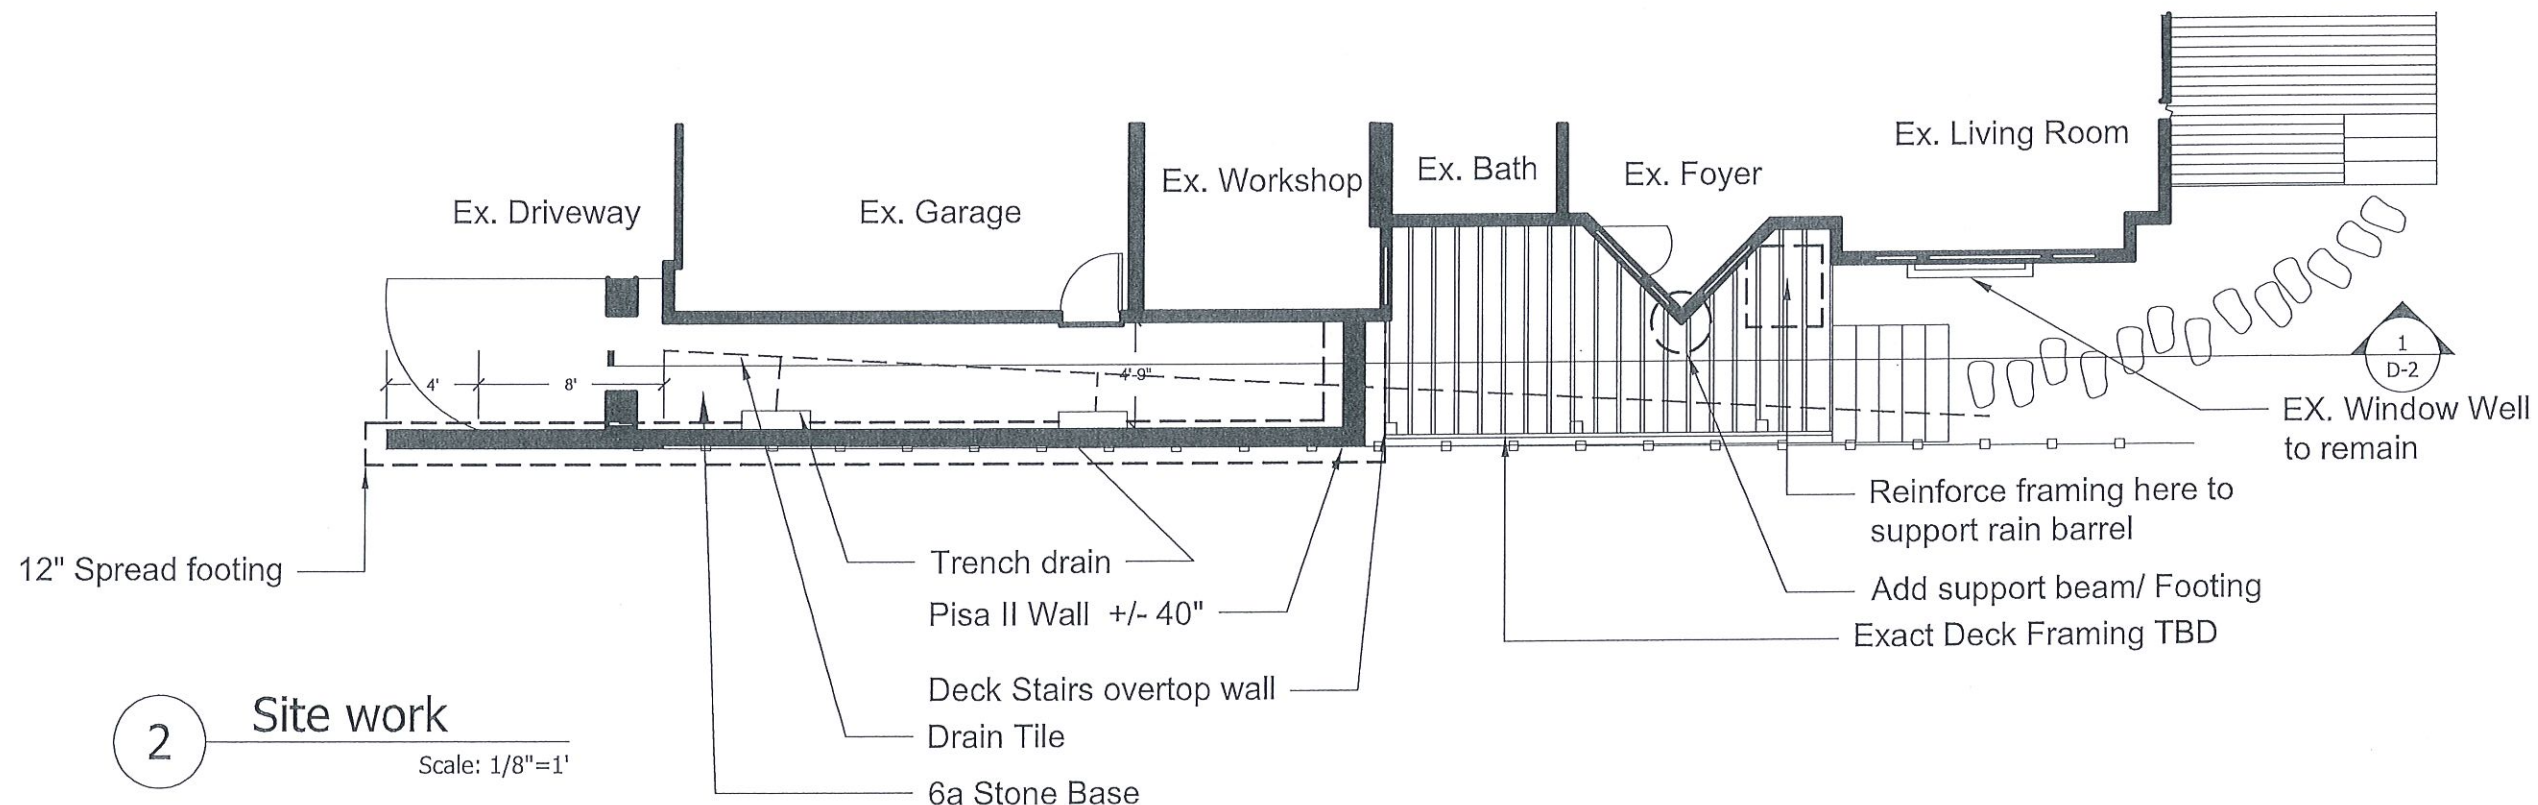 Ex. Living Room
Ex. Bath
Ex. Foyer
Ex. Workshop
Ex. Driveway
Ex. Garage
1
D-2
4'
8'
4'-9"
EX. Window Well
to remain
Reinforce framing here to
support rain barrel
12" Spread footing
Trench drain
Add support beam/ Footing
Pisa II Wall +/- 40"
Exact Deck Framing TBD
Deck Stairs overtop wall
Drain Tile
6a Stone Base
2
Site work
Scale: 1/8"=1'